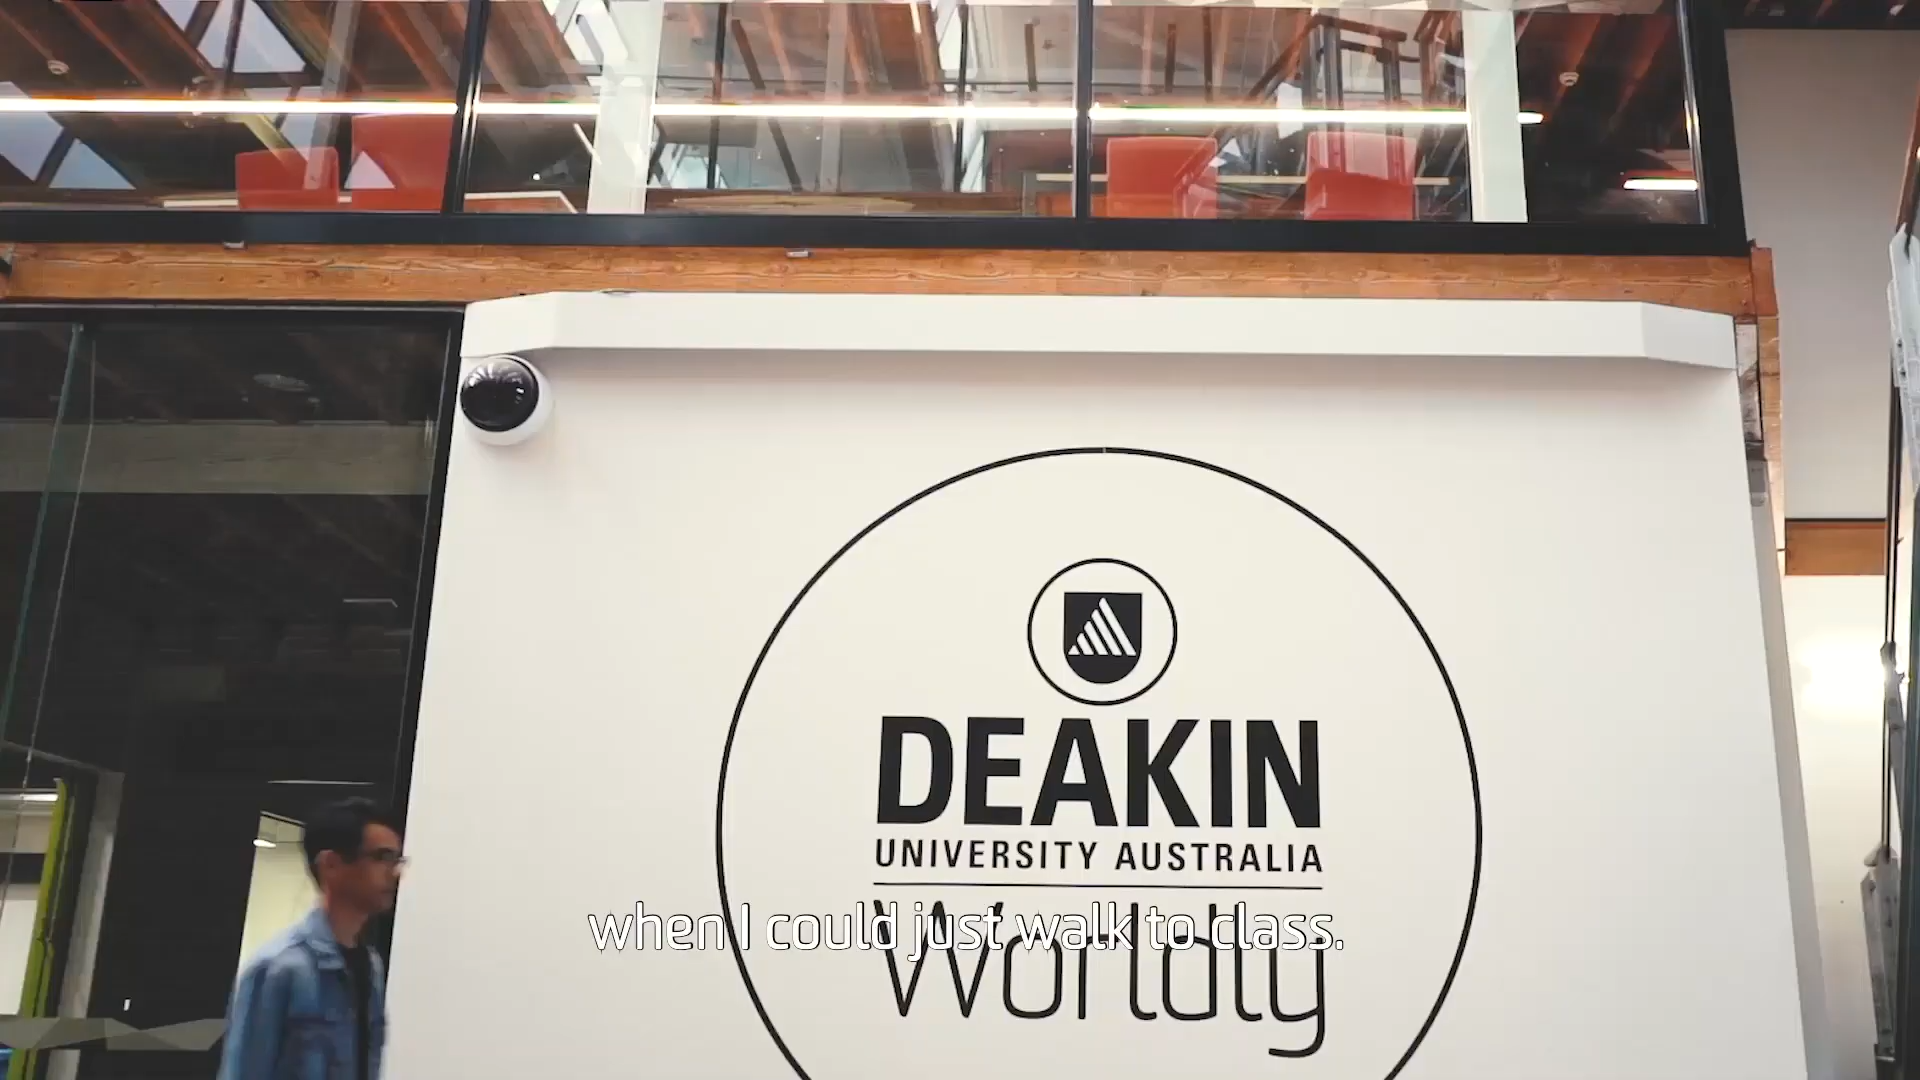 DEAKIN
UNIVERSITY AUSTRALIA
Worldly
when I could just walk to class.